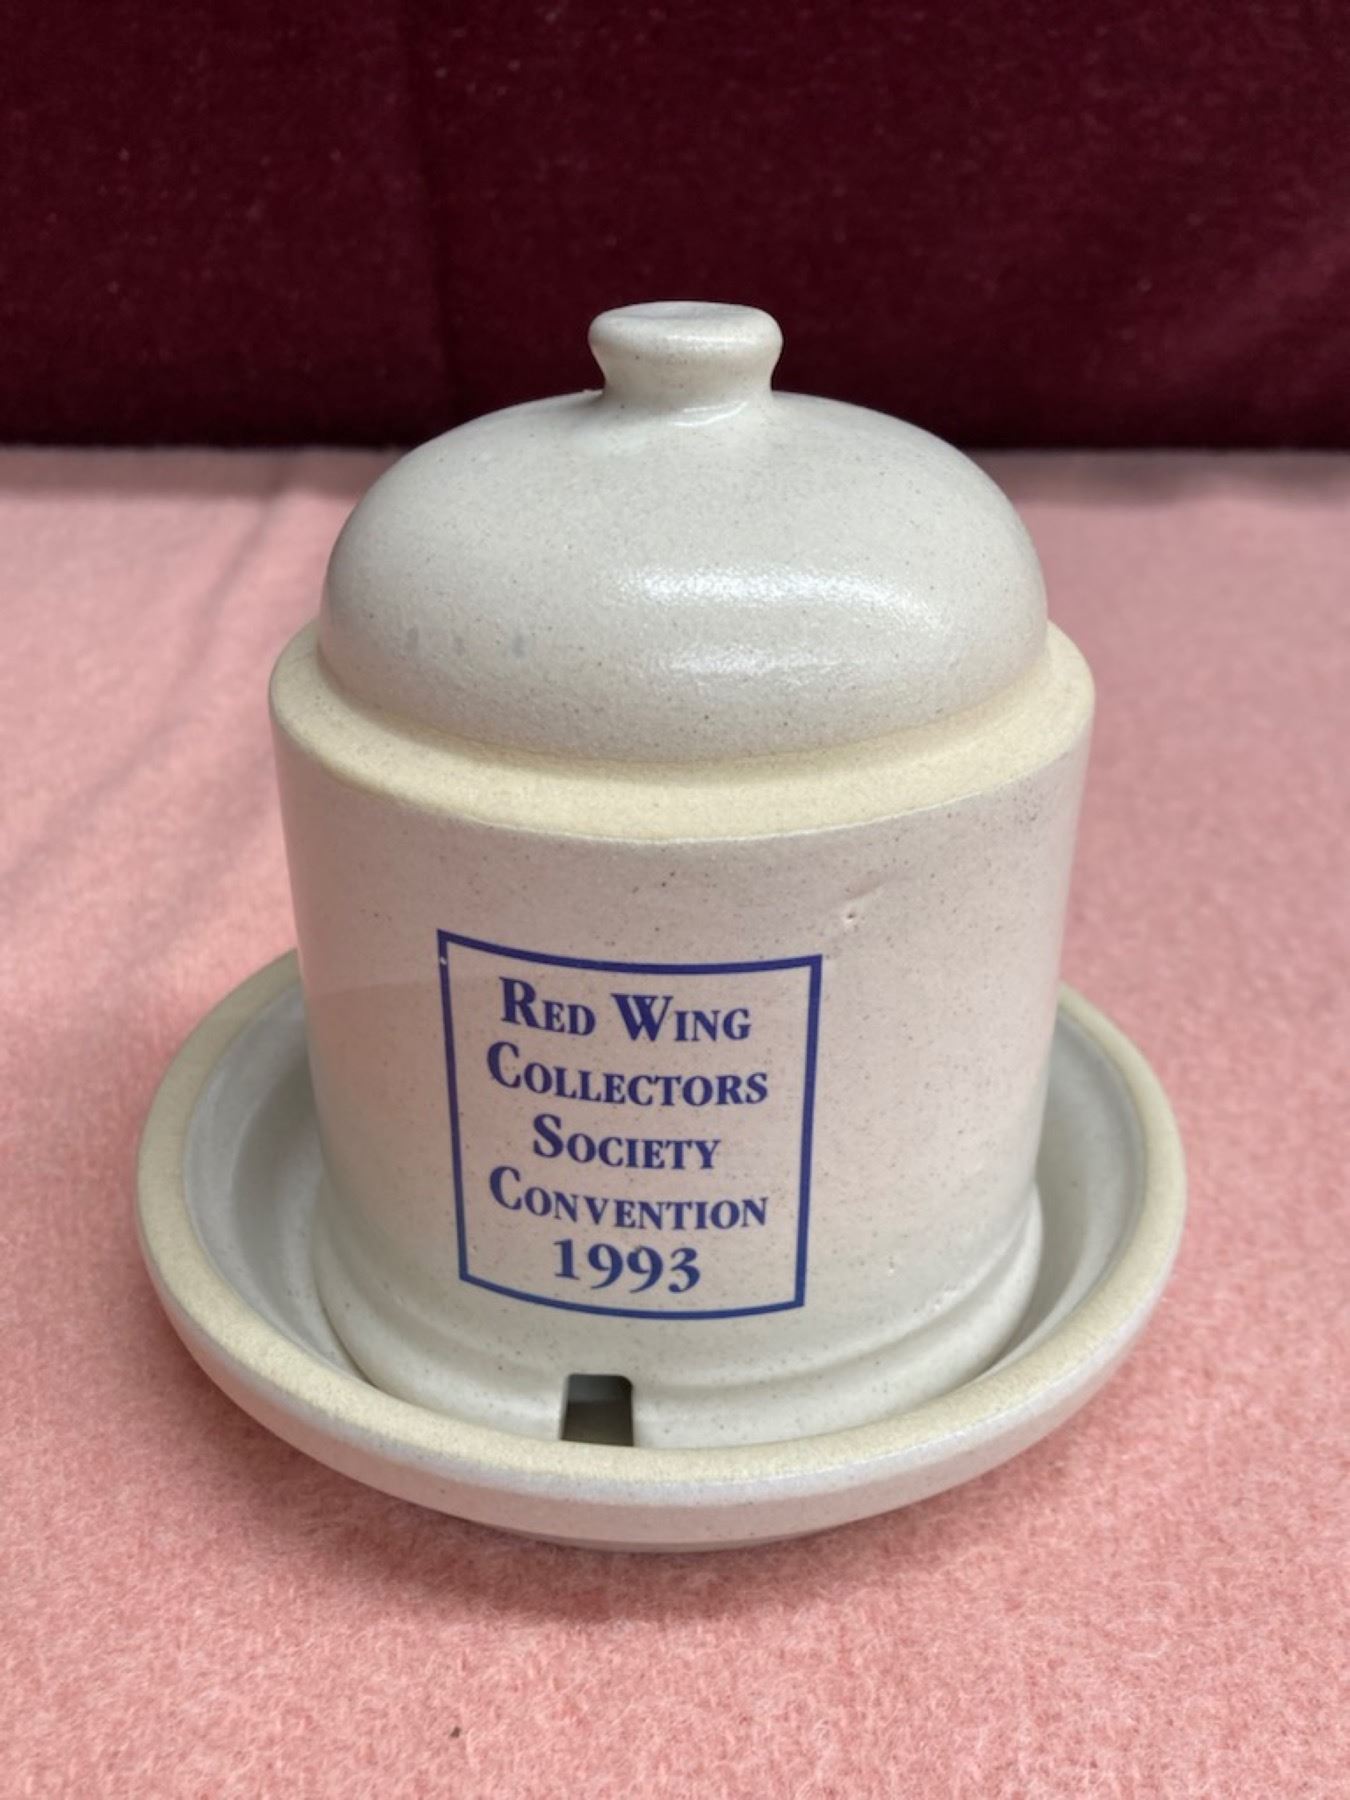 RED WING
COLLECTORS
SOCIETY
CONVENTION
1993